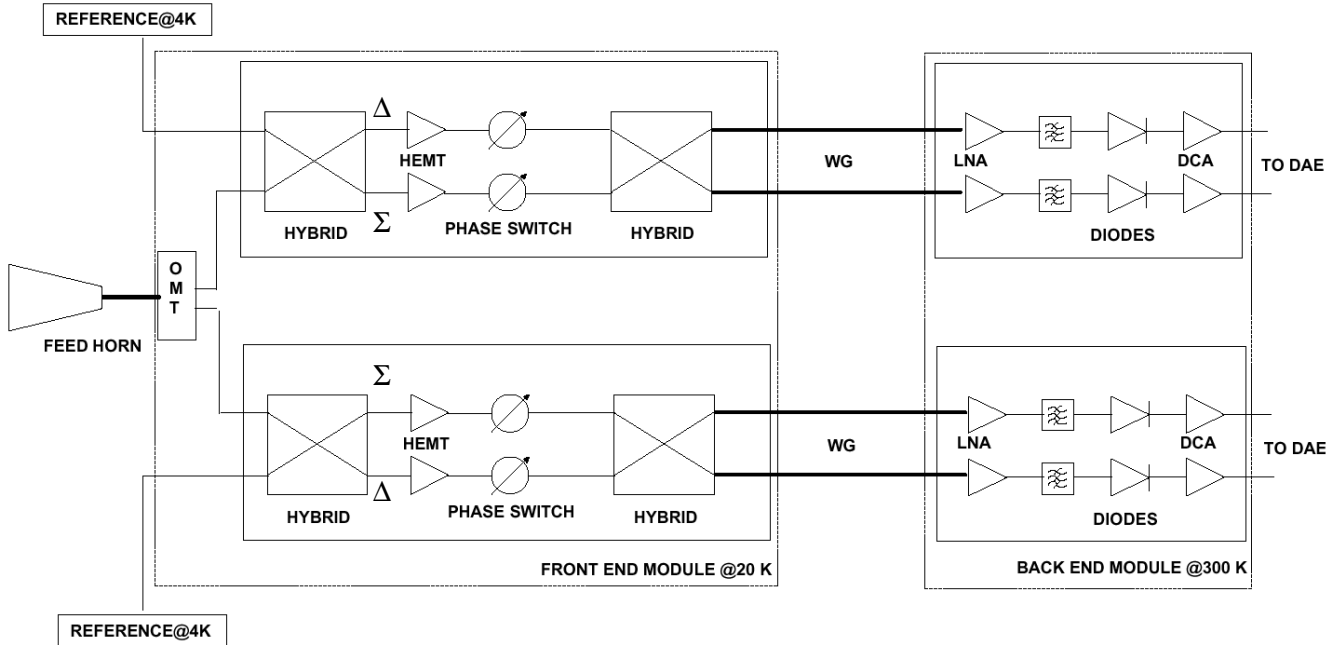 REFERENCE@4K
Δ
HEMT
WG
LNA
DCA
TO DAE
Σ
HYBRID
PHASE SWITCH
HYBRID
DIODES
O
M
T
FEED HORN
Σ
HEMT
WG
LNA
DCA
TO DAE
Δ
HYBRID
PHASE SWITCH
HYBRID
DIODES
FRONT END MODULE @20 K
BACK END MODULE @300 K
REFERENCE@4K